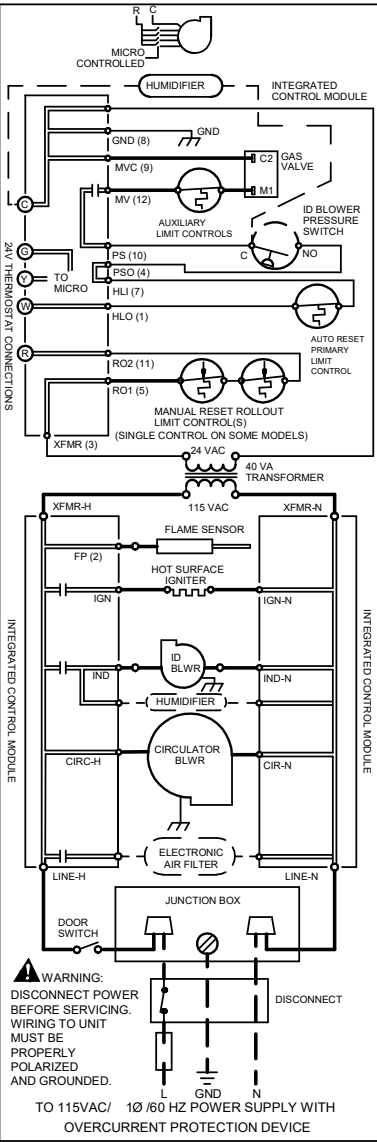 R C
MICRO
CONTROLLED
HUMIDIFIER
INTEGRATED
CONTROL MODULE
GND (8)
GND
MVC (9)
C2
GAS
VALVE
MV (12)
M1
C
AUXILIARY
LIMIT CONTROLS
ID BLOWER
PRESSURE
SWITCH
C
NO
G
PS (10)
PSO (4)
Y
TO
MICRO
HLI (7)
W
HLO (1)
24V THERMOSTAT CONNECTIONS
AUTO RESET
PRIMARY
LIMIT
CONTROL
R
RO2 (11)
RO1 (5)
MANUAL RESET ROLLOUT
LIMIT CONTROL(S)
(SINGLE CONTROL ON SOME MODELS)
XFMR (3)
24 VAC
40 VA
TRANSFORMER
115 VAC
XFMR-H
XFMR-N
FLAME SENSOR
FP (2)
HOT SURFACE
IGNITER
IGN
IGN-N
INTEGRATED CONTROL MODULE
INTEGRATED CONTROL MODULE
ID
BLWR
IND
IND-N
HUMIDIFIER
CIRCULATOR
BLWR
CIRC-H
CIR-N
ELECTRONIC
AIR FILTER
LINE-H
LINE-N
JUNCTION BOX
DOOR
SWITCH
WARNING:
DISCONNECT POWER
BEFORE SERVICING.
WIRING TO UNIT
MUST BE
PROPERLY
POLARIZED
AND GROUNDED.
DISCONNECT
L GND N
TO 115VAC/ 1Ø /60 HZ POWER SUPPLY WITH
OVERCURRENT PROTECTION DEVICE